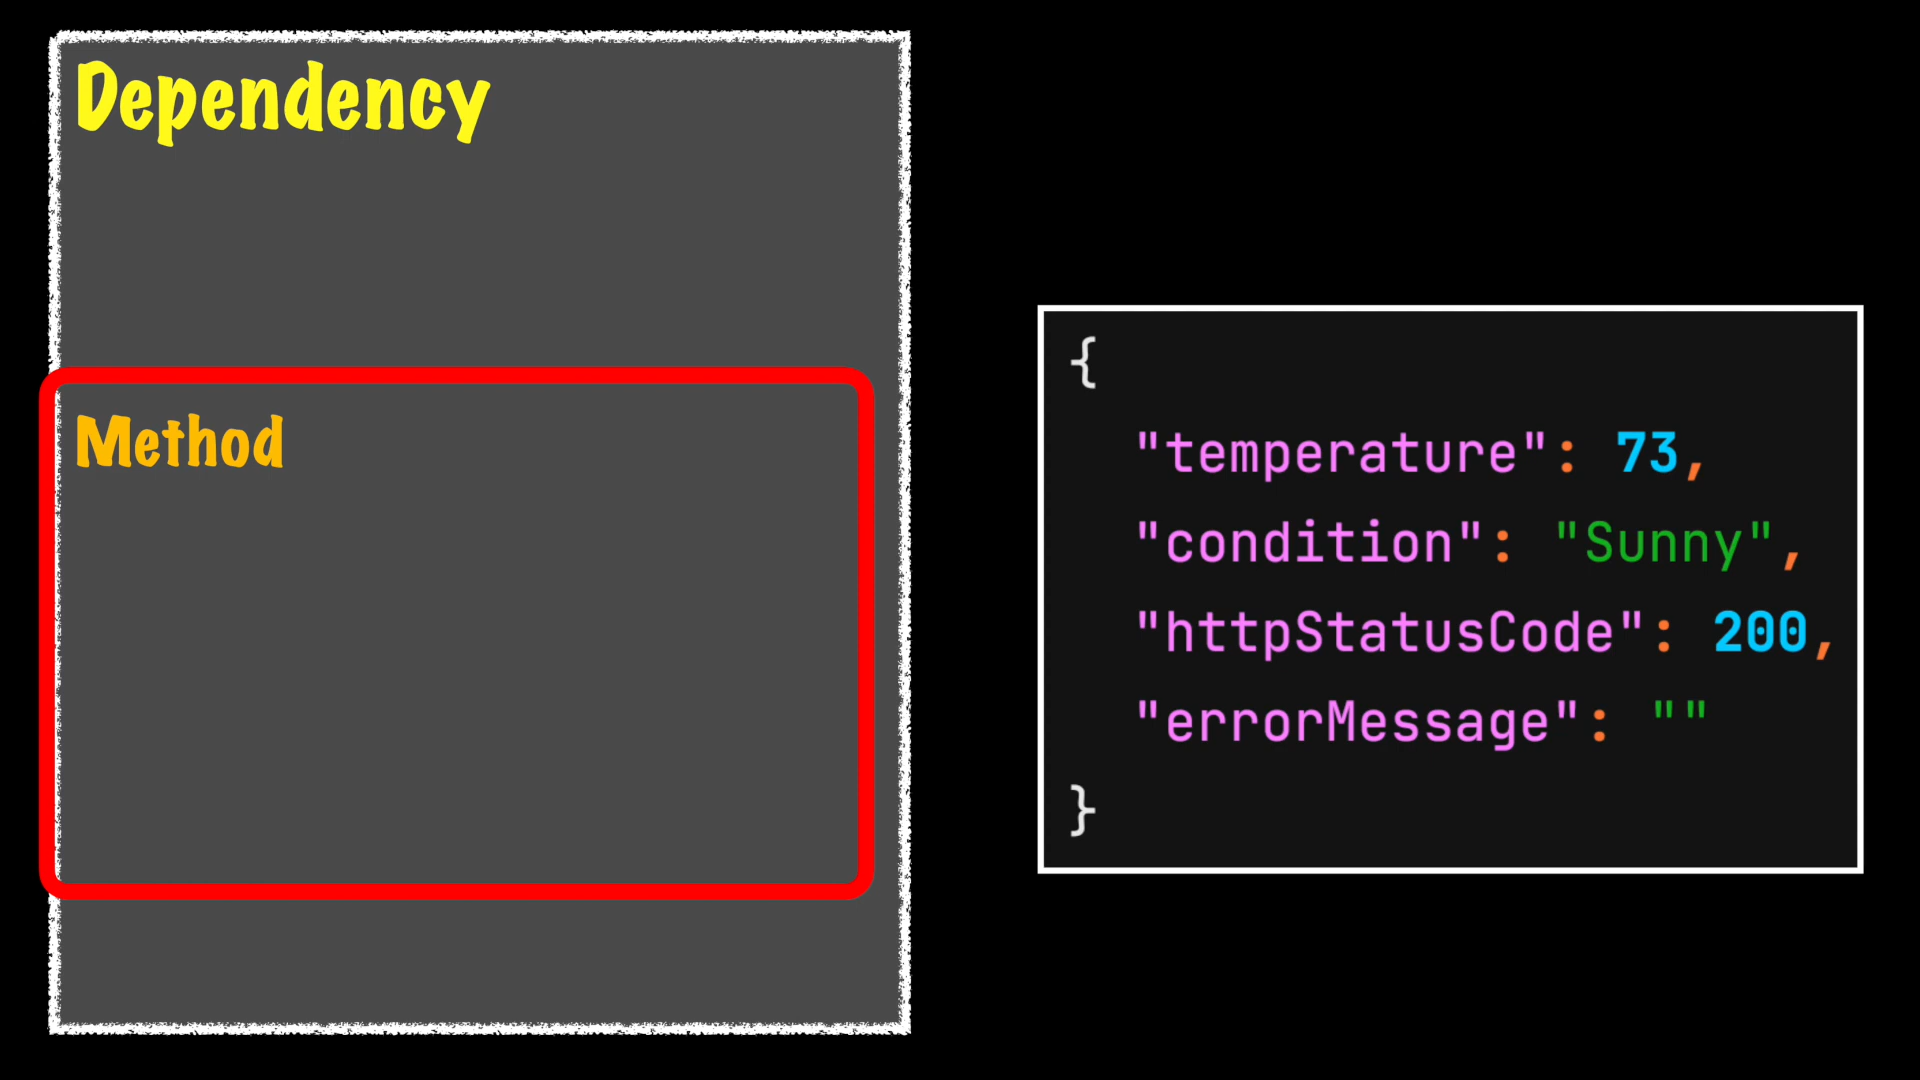 Dependency
Method
{
"temperature": 73,
"condition": "Sunny",
"httpStatusCode": 200,
"errorMessage": ""
}